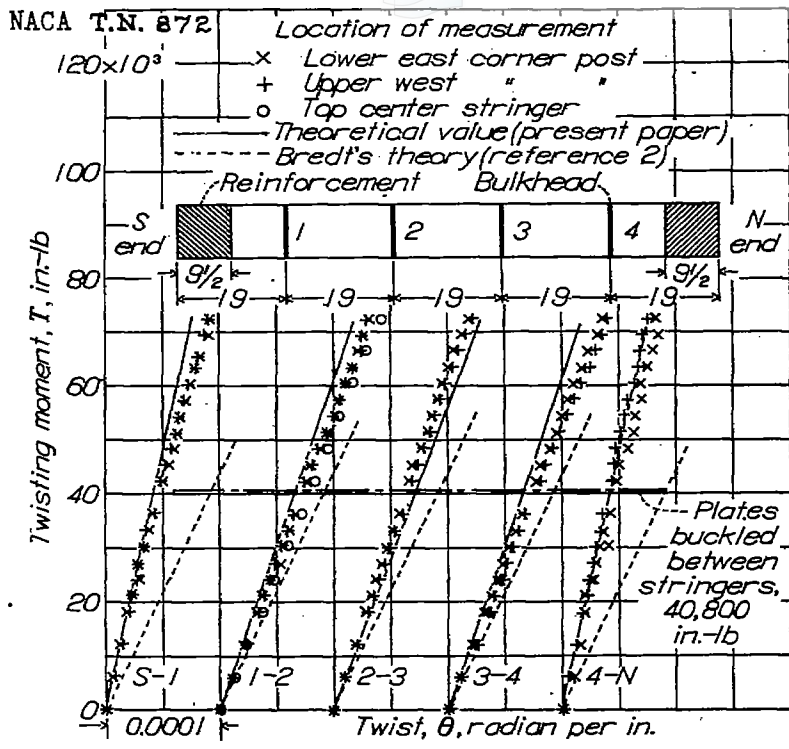 NACA T.N. 872
Location of measurement
120×10³
× Lower east corner post
+ Upper west " "
o Top center stringer
Theoretical value (present paper)
Bredt's theory (reference 2)
100
Reinforcement Bulkhead
S end
1 2 3 4
N end
9½ 9½
80
19 19 19 19 19
60
40
20
0
Twisting moment, T, in.-lb
Plates
buckled
between
stringers,
40,800
in.-lb
S-1 1-2 2-3 3-4 4-N
0.0001
Twist, θ, radian per in.